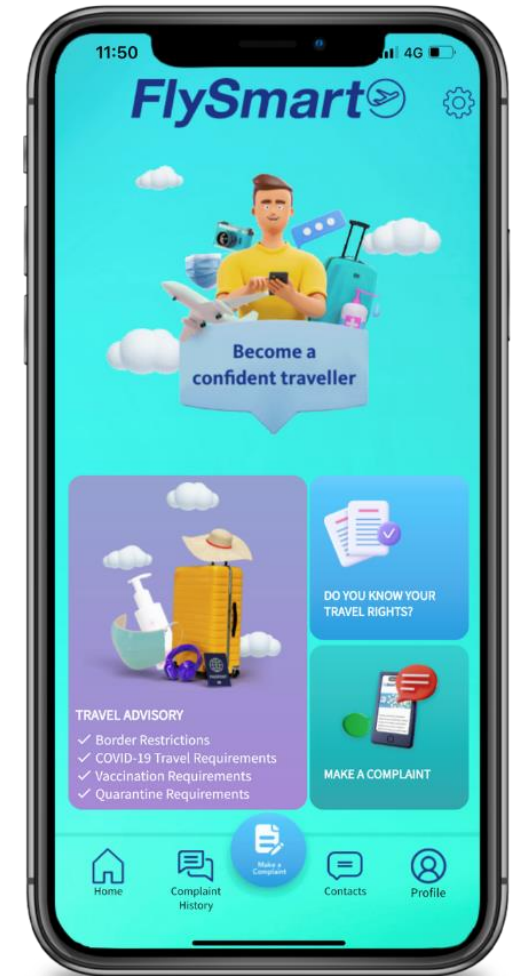 11:50
4G
FlySmart
Become a
confident traveller
DO YOU KNOW YOUR
TRAVEL RIGHTS?
TRAVEL ADVISORY
Border Restrictions
COVID-19 Travel Requirements
Vaccination Requirements
Quarantine Requirements
MAKE A COMPLAINT
Home
Complaint
History
Make a
Complaint
Contacts
Profile